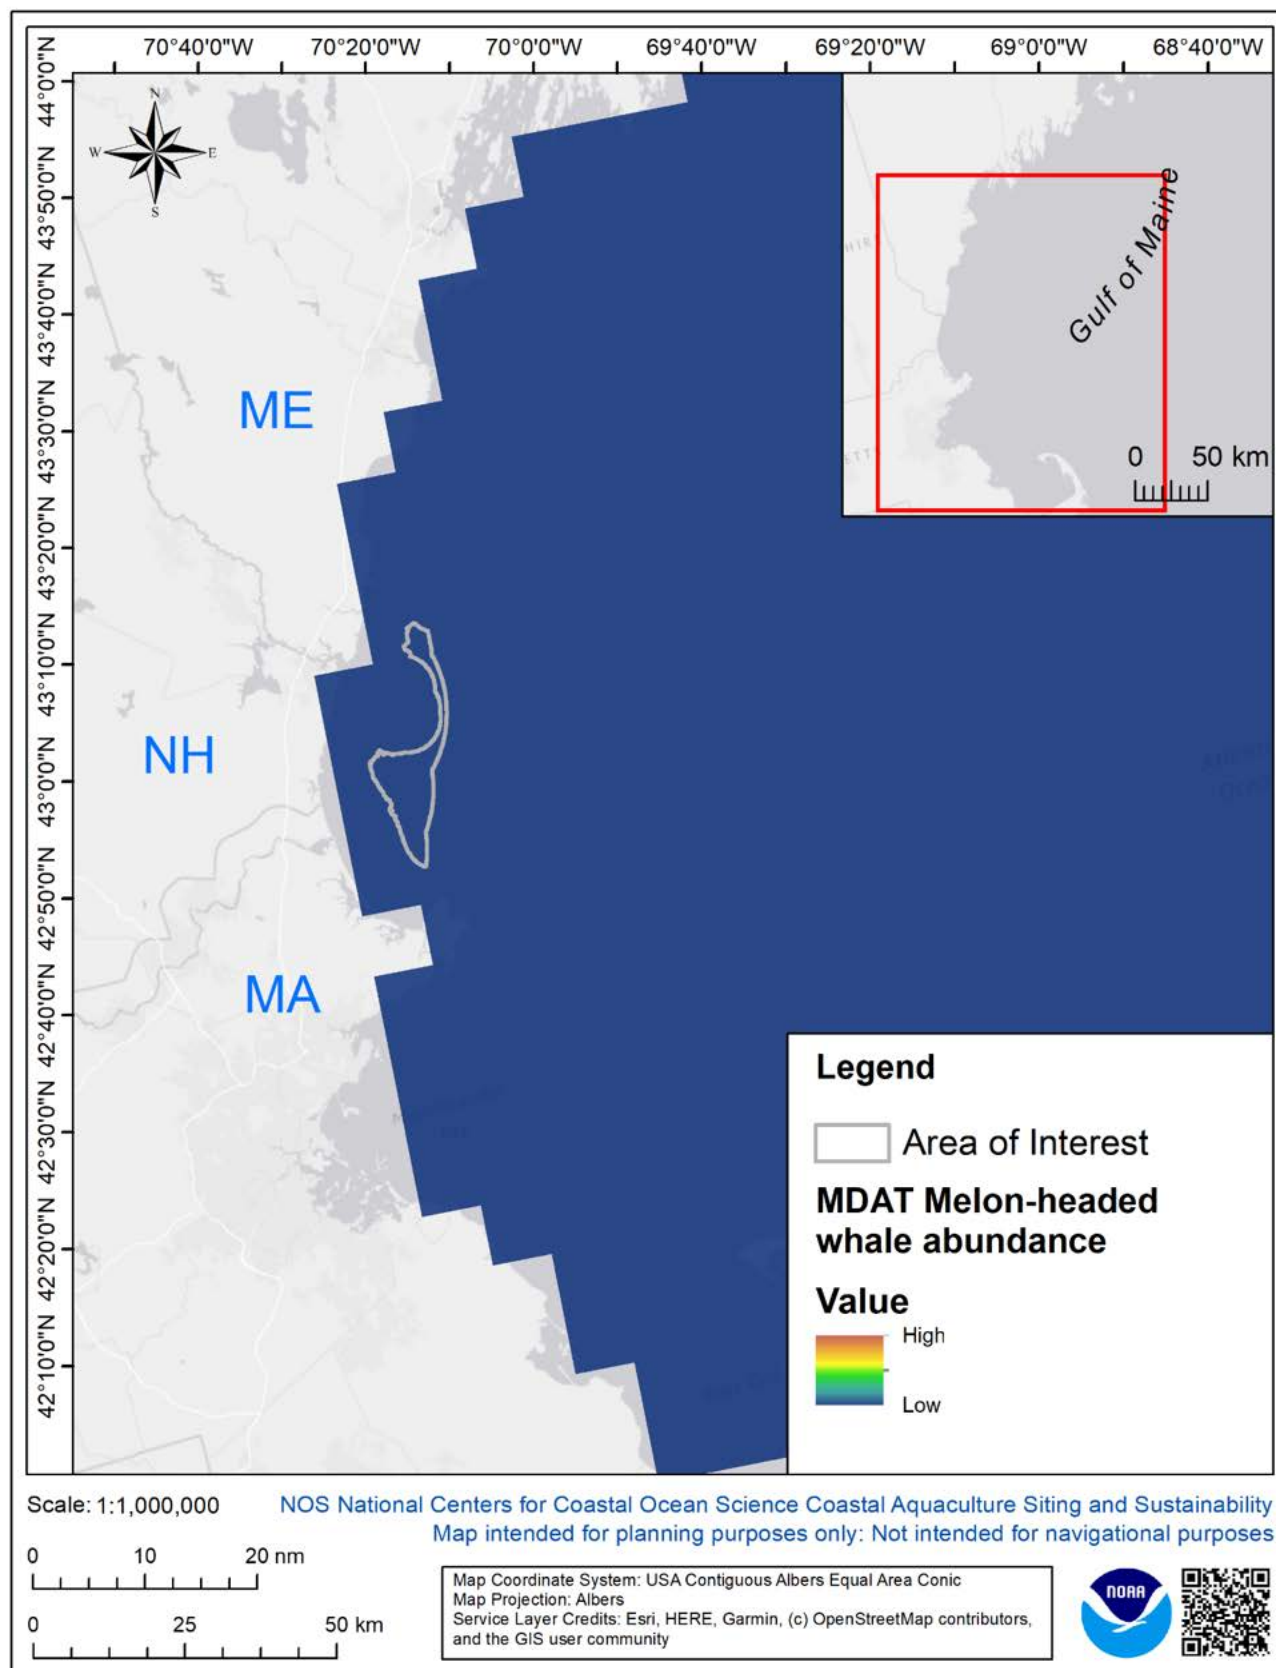 70°40'0"W 70°20'0"W 70°0'0"W 69°40'0"W 69°20'0"W 69°0'0"W 68°40'0"W
44°0'0"N
43°50'0"N
43°40'0"N
43°30'0"N
43°20'0"N
43°10'0"N
43°0'0"N
42°50'0"N
42°40'0"N
42°30'0"N
42°20'0"N
42°10'0"N
N
W E
S
ME
NH
MA
Gulf of Maine
0 50 km
Legend
Area of Interest
MDAT Melon-headed
whale abundance
Value
High
Low
Scale: 1:1,000,000
NOS National Centers for Coastal Ocean Science Coastal Aquaculture Siting and Sustainability
Map intended for planning purposes only: Not intended for navigational purposes
0 10 20 nm
0 25 50 km
Map Coordinate System: USA Contiguous Albers Equal Area Conic
Map Projection: Albers
Service Layer Credits: Esri, HERE, Garmin, (c) OpenStreetMap contributors,
and the GIS user community
NOAA